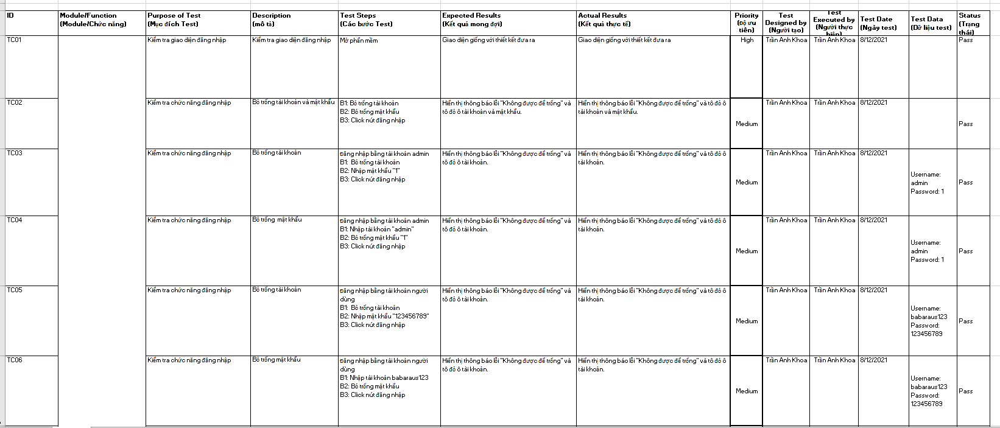 ID
Module/Function
(Module/Chức năng)
Purpose of Test
(Mục đích Test)
Description
(mô tả)
Test Steps
(Các bước Test)
Expected Results
(Kết quả mong đợi)
Actual Results
(Kết quả thực tế)
Priority
(Độ ưu
tiên)
Test
Designed by
(Người tạo)
Test
Executed by
(Người thực
hiện)
Test Date
(Ngày test)
Test Data
(Dữ liệu test)
Status
(Trạng
thái)
TC01
Kiểm tra giao diện đăng nhập
Kiểm tra giao diện đăng nhập
Mở phần mềm
Giao diện giống với thiết kết đưa ra
Giao diện giống với thiết kết đưa ra
High
Trần Anh Khoa
Trần Anh Khoa
8/12/2021
Pass
TC02
Kiểm tra chức năng đăng nhập
Bỏ trống tài khoản và mật khẩu
B1: Bỏ trống tài khoản
B2: Bỏ trống mật khẩu
B3: Click nút đăng nhập
Hiển thị thông báo lỗi "Không được để trống" và
tô đỏ ô tài khoản và mật khẩu.
Hiển thị thông báo lỗi "Không được để trống" và tô đỏ ô
tài khoản và mật khẩu.
Medium
Trần Anh Khoa
Trần Anh Khoa
8/12/2021
Pass
TC03
Kiểm tra chức năng đăng nhập
Bỏ trống tài khoản
Đăng nhập bằng tài khoản admin
B1: Bỏ trống tài khoản
B2: Nhập mật khẩu "1"
B3: Click nút đăng nhập
Hiển thị thông báo lỗi "Không được để trống" và
tô đỏ ô tài khoản.
Hiển thị thông báo lỗi "Không được để trống" và tô đỏ ô
tài khoản.
Medium
Trần Anh Khoa
Trần Anh Khoa
8/12/2021
Username:
admin
Password: 1
Pass
TC04
Kiểm tra chức năng đăng nhập
Bỏ trống mật khẩu
Đăng nhập bằng tài khoản admin
B1: Nhập tài khoản "admin"
B2: Bỏ trống mật khẩu "1"
B3: Click nút đăng nhập
Hiển thị thông báo lỗi "Không được để trống" và
tô đỏ ô tài khoản.
Hiển thị thông báo lỗi "Không được để trống" và tô đỏ ô
tài khoản.
Medium
Trần Anh Khoa
Trần Anh Khoa
8/12/2021
Username:
admin
Password: 1
Pass
TC05
Kiểm tra chức năng đăng nhập
Bỏ trống tài khoản
Đăng nhập bằng tài khoản người
dùng
B1: Bỏ trống tài khoản
B2: Nhập mật khẩu "123456789"
B3: Click nút đăng nhập
Hiển thị thông báo lỗi "Không được để trống" và
tô đỏ ô tài khoản.
Hiển thị thông báo lỗi "Không được để trống" và tô đỏ ô
tài khoản.
Medium
Trần Anh Khoa
Trần Anh Khoa
8/12/2021
Username:
babaraus123
Password:
123456789
Pass
TC06
Kiểm tra chức năng đăng nhập
Bỏ trống mật khẩu
Đăng nhập bằng tài khoản người
dùng
B1: Nhập tài khoản babaraus123
B2: Bỏ trống mật khẩu
B3: Click nút đăng nhập
Hiển thị thông báo lỗi "Không được để trống" và
tô đỏ ô tài khoản.
Hiển thị thông báo lỗi "Không được để trống" và tô đỏ ô
tài khoản.
Medium
Trần Anh Khoa
Trần Anh Khoa
8/12/2021
Username:
babaraus123
Password:
123456789
Pass